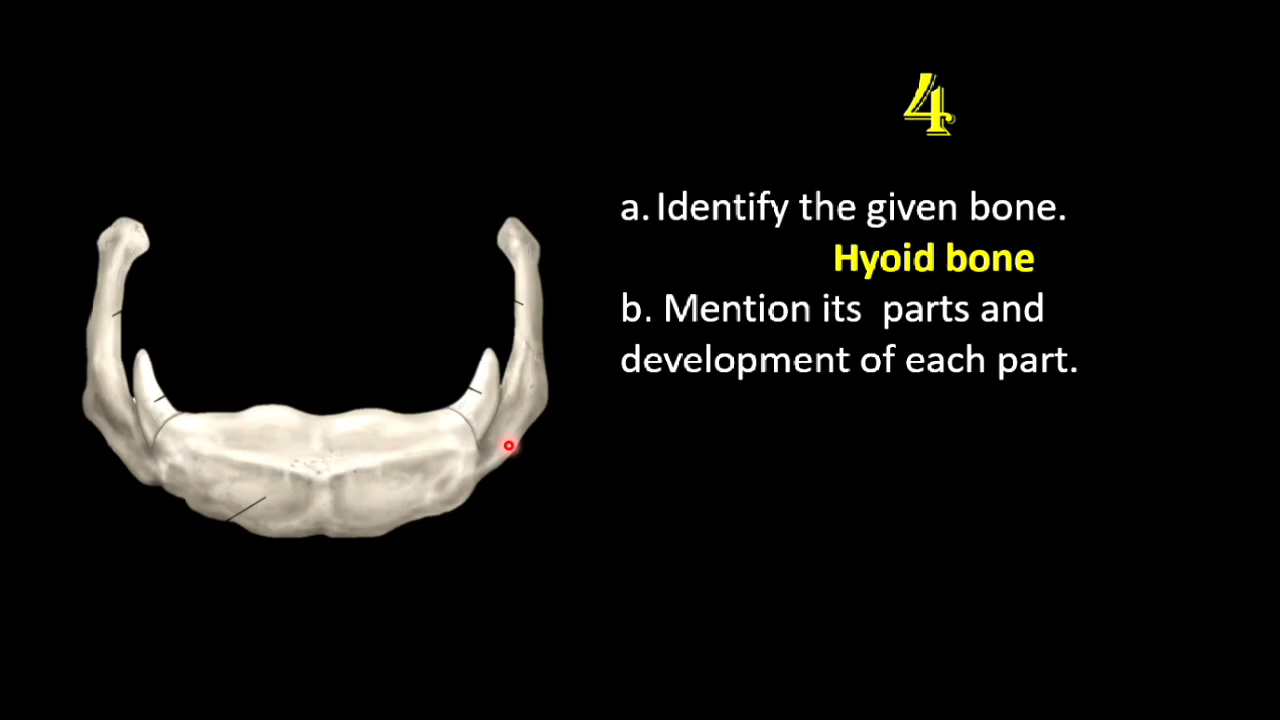 4
a. Identify the given bone.
Hyoid bone
b. Mention its  parts and
development of each part.